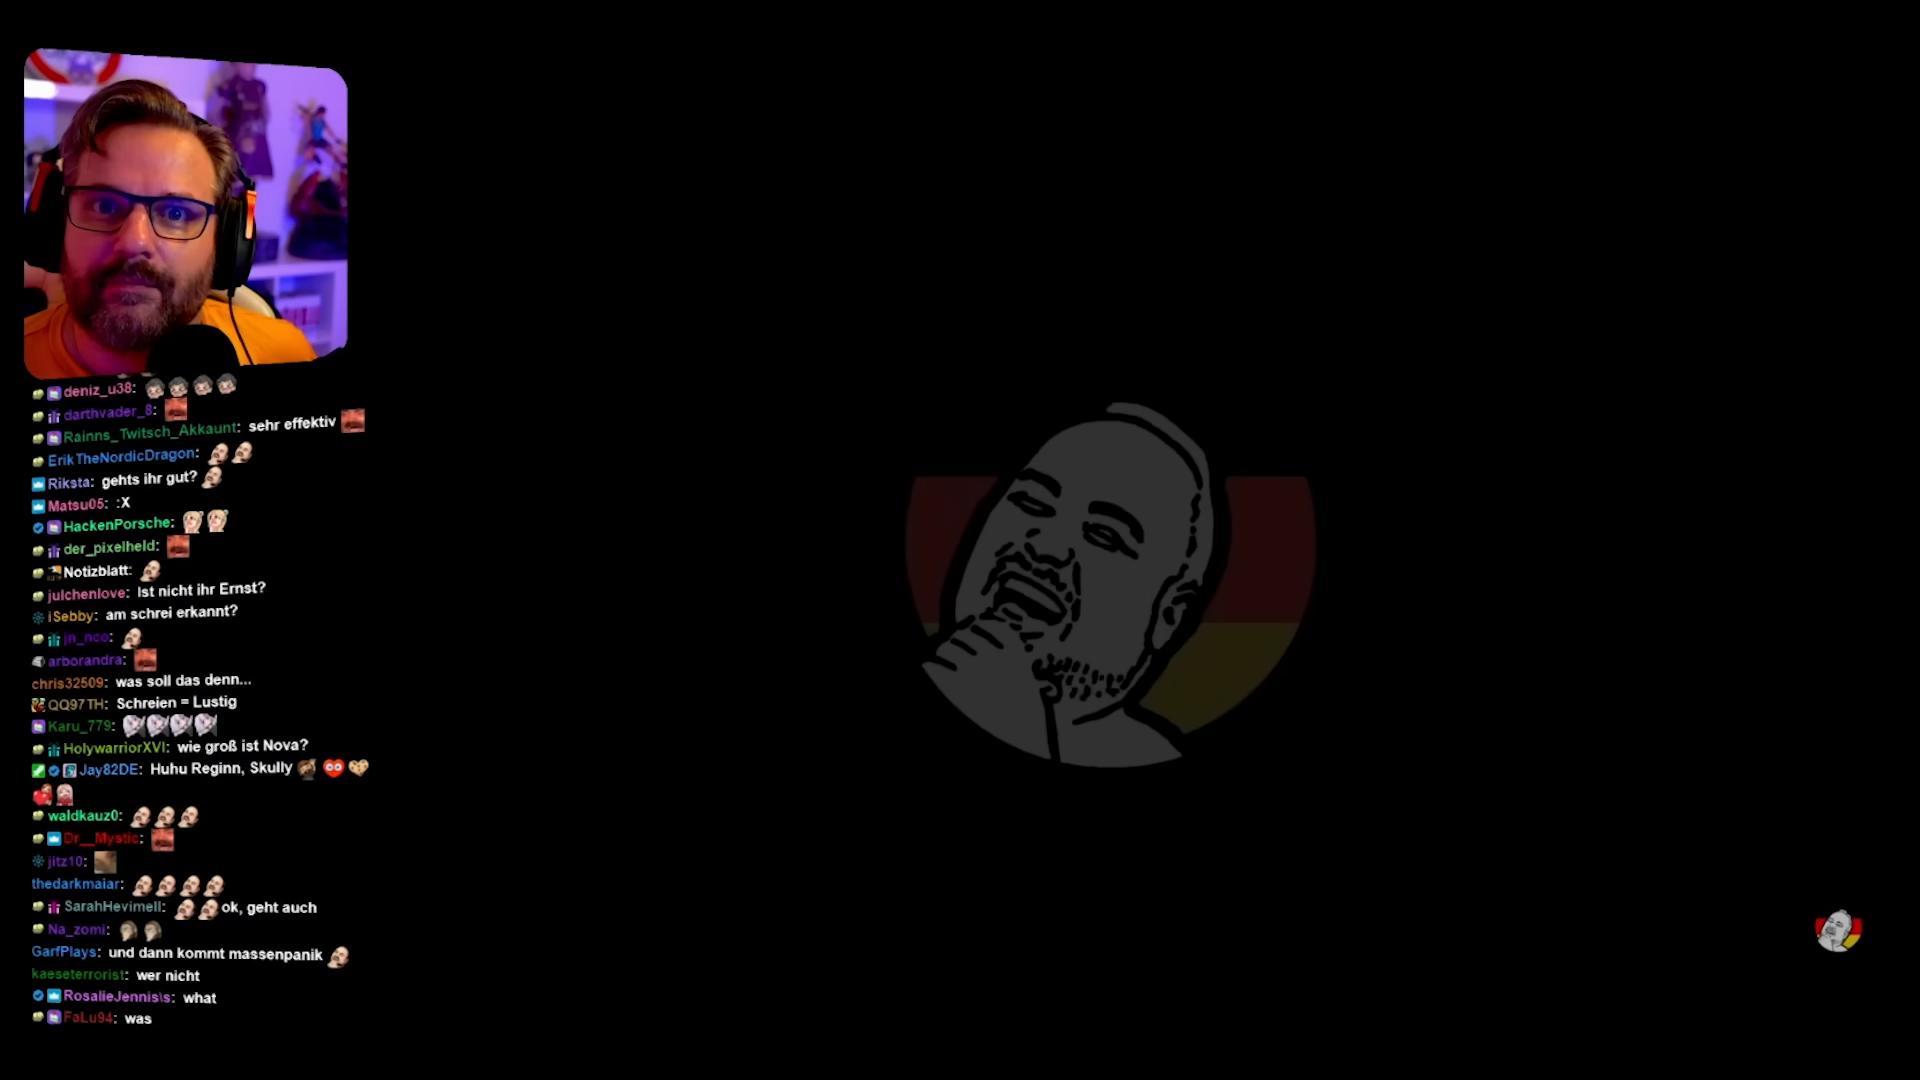 deniz_u38:
darthvader_8:
Rainns_Twitsch_Akkaunt: sehr effektiv
ErikTheNordicDragon:
Riksta: gehts ihr gut?
Matsu05: :X
HackenPorsche:
der_pixelheld:
Notizblatt:
julchenlove: Ist nicht ihr Ernst?
iSebby: am schrei erkannt?
jn_nco:
arborandra:
chris32509: was soll das denn...
QQ97TH: Schreien = Lustig
Karu_779:
HolywarriorXVI: wie groß ist Nova?
Jay82DE: Huhu Reginn, Skully
waldkauz0:
Dr__Mystic:
jitz10:
thedarkmaiar:
SarahHevimell: ok, geht auch
Na_zomi:
GarfPlays: und dann kommt massenpanik
kaeseterrorist: wer nicht
RosalieJennis\s: what
FaLu94: was